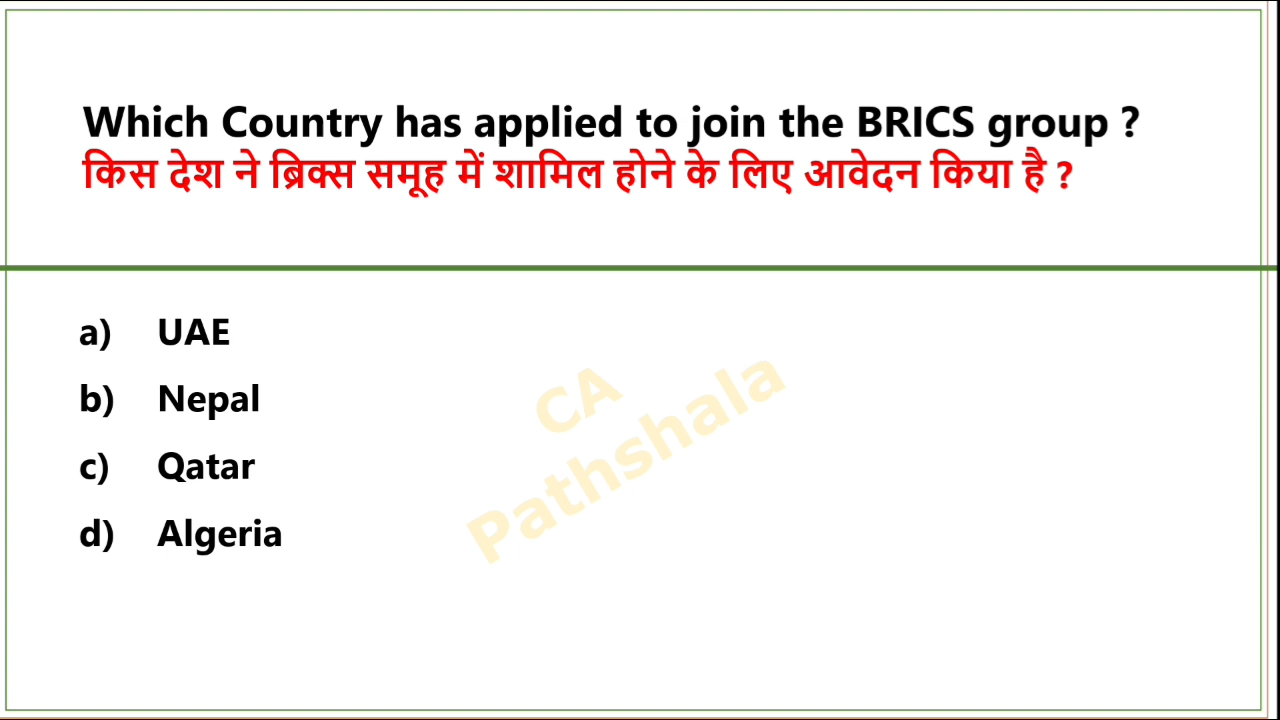 Which Country has applied to join the BRICS group ?
किस देश ने ब्रिक्स समूह में शामिल होने के लिए आवेदन किया है ?
a) UAE
b) Nepal
c) Qatar
d) Algeria
CA
Pathshala